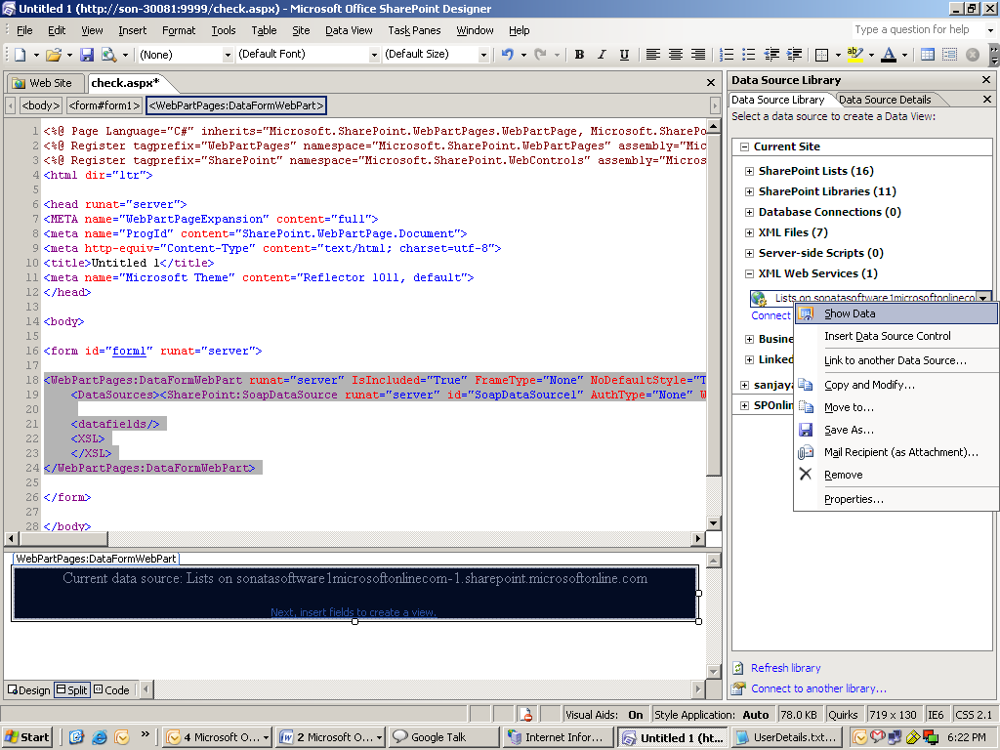 Untitled 1 (http://son-30081:9999/check.aspx) - Microsoft Office SharePoint Designer
File Edit View Insert Format Tools Table Site Data View Task Panes Window Help
Type a question for help
(None) (Default Font) (Default Size) B I U A
Web Site check.aspx*
<body> <form#form1> <WebPartPages:DataFormWebPart>
1 <%@ Page Language="C#" inherits="Microsoft.SharePoint.WebPartPages.WebPartPage, Microsoft.SharePo
2 <%@ Register tagprefix="WebPartPages" namespace="Microsoft.SharePoint.WebPartPages" assembly="Mic
3 <%@ Register tagprefix="SharePoint" namespace="Microsoft.SharePoint.WebControls" assembly="Micros
4 <html dir="ltr">
5
6 <head runat="server">
7 <META name="WebPartPageExpansion" content="full">
8 <meta name="ProgId" content="SharePoint.WebPartPage.Document">
9 <meta http-equiv="Content-Type" content="text/html; charset=utf-8">
10 <title>Untitled 1</title>
11 <meta name="Microsoft Theme" content="Reflector 1011, default">
12 </head>
13
14 <body>
15
16 <form id="form1" runat="server">
17
18 <WebPartPages:DataFormWebPart runat="server" IsIncluded="True" FrameType="None" NoDefaultStyle="T
19 <DataSources><SharePoint:SoapDataSource runat="server" id="SoapDataSource1" AuthType="None" W
20
21 <datafields/>
22 <XSL>
23 </XSL>
24 </WebPartPages:DataFormWebPart>
25
26 </form>
27
28 </body>
WebPartPages:DataFormWebPart
Current data source: Lists on sonatasoftware1microsoftonlinecom-1.sharepoint.microsoftonline.com
Next, insert fields to create a view.
Design Split Code
Data Source Library
Data Source Library Data Source Details
Select a data source to create a Data View:
Current Site
SharePoint Lists (16)
SharePoint Libraries (11)
Database Connections (0)
XML Files (7)
Server-side Scripts (0)
XML Web Services (1)
Lists on sonatasoftware1microsoftonlineco
Connect
Busine
Linked
sanjaya
SPOnlin
Show Data
Insert Data Source Control
Link to another Data Source...
Copy and Modify...
Move to...
Save As...
Mail Recipient (as Attachment)...
Remove
Properties...
Refresh library
Connect to another library...
Visual Aids: On Style Application: Auto 78.0 KB Quirks 719 x 130 IE6 CSS 2.1
Start » 4 Microsoft O... 2 Microsoft O... Google Talk Internet Infor... Untitled 1 (ht... UserDetails.txt... 6:22 PM